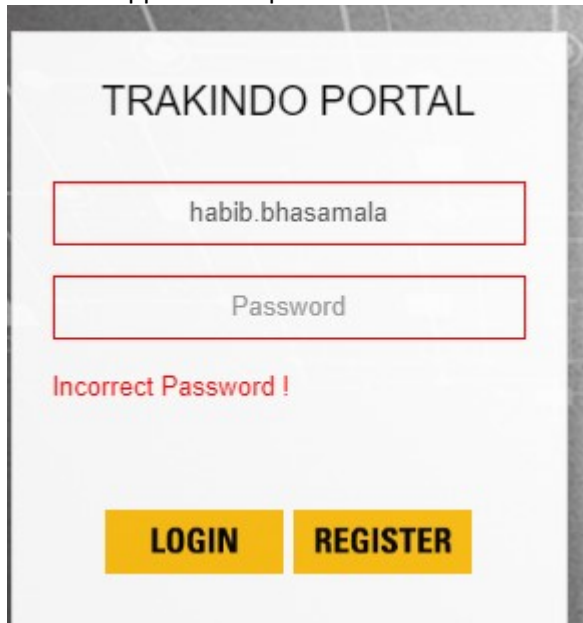 TRAKINDO PORTAL
habib.bhasamala
Password
Incorrect Password !
LOGIN REGISTER